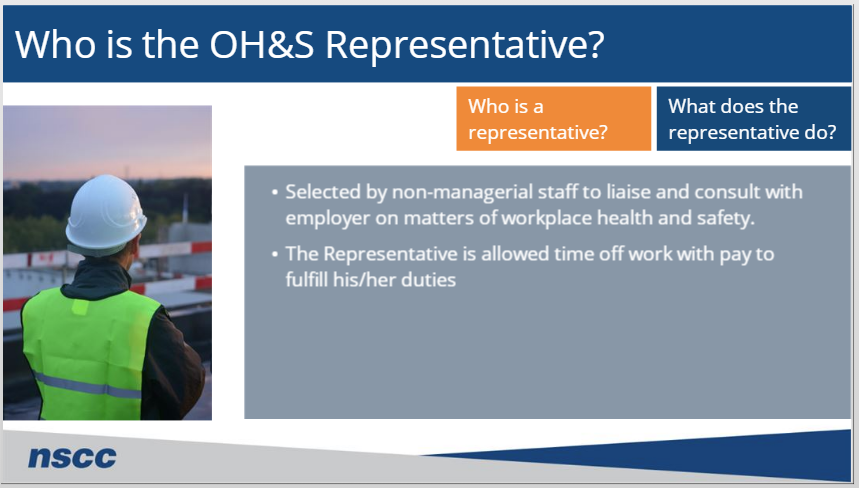 Who is the OH&S Representative?
Who is a
representative?
What does the
representative do?
• Selected by non-managerial staff to liaise and consult with
employer on matters of workplace health and safety.
• The Representative is allowed time off work with pay to
fulfill his/her duties
nscc